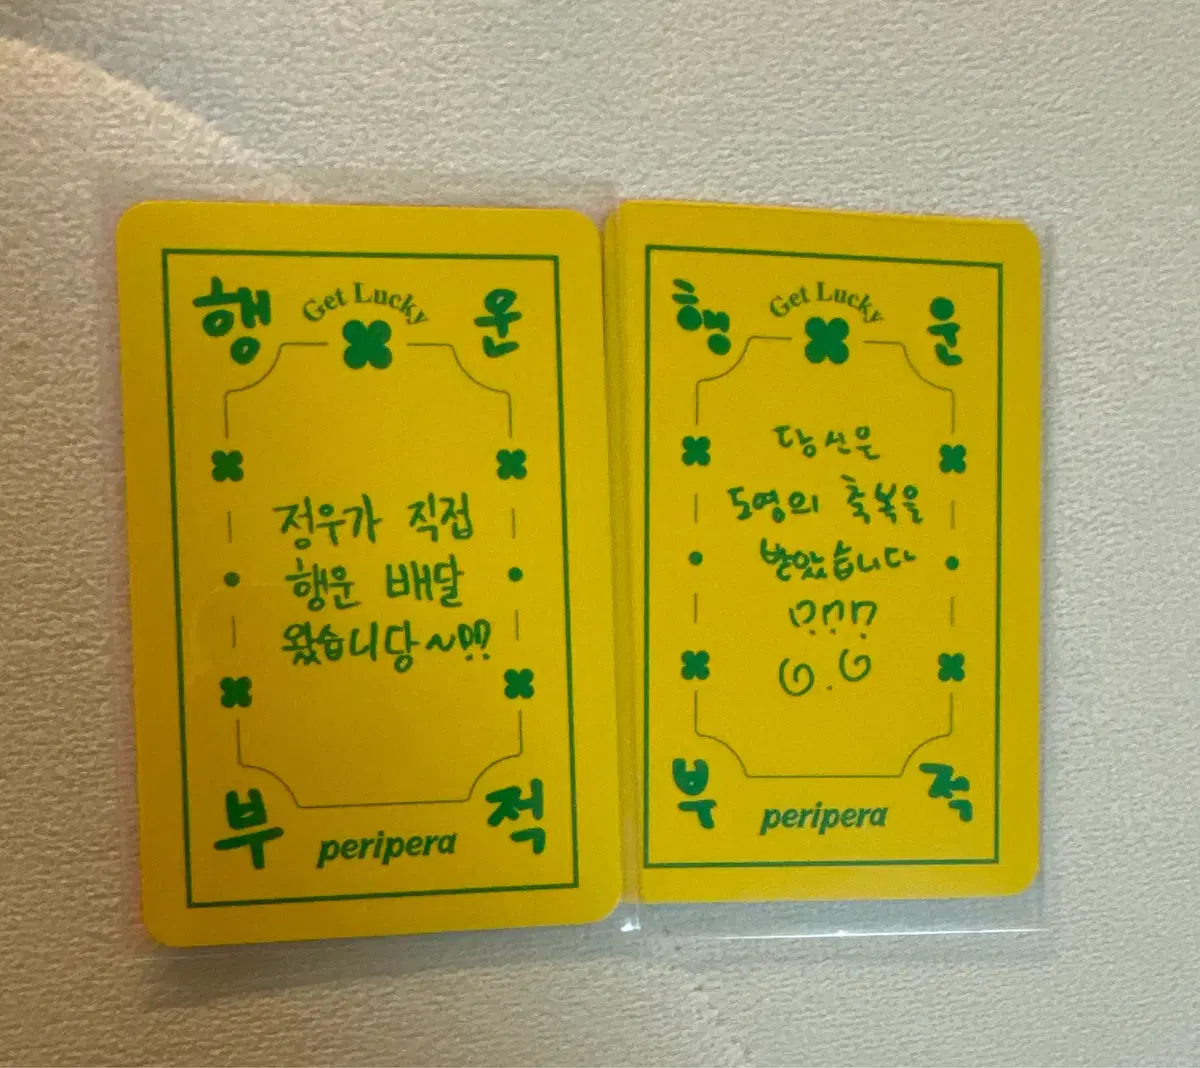 Get Lucky
행 운
정우가 직접
행운 배달
왔습니당~!?!?
부 적
peripera
Get Lucky
행 운
당신은
도영의 축복을
받았습니다
!?!?!?
부 적
peripera